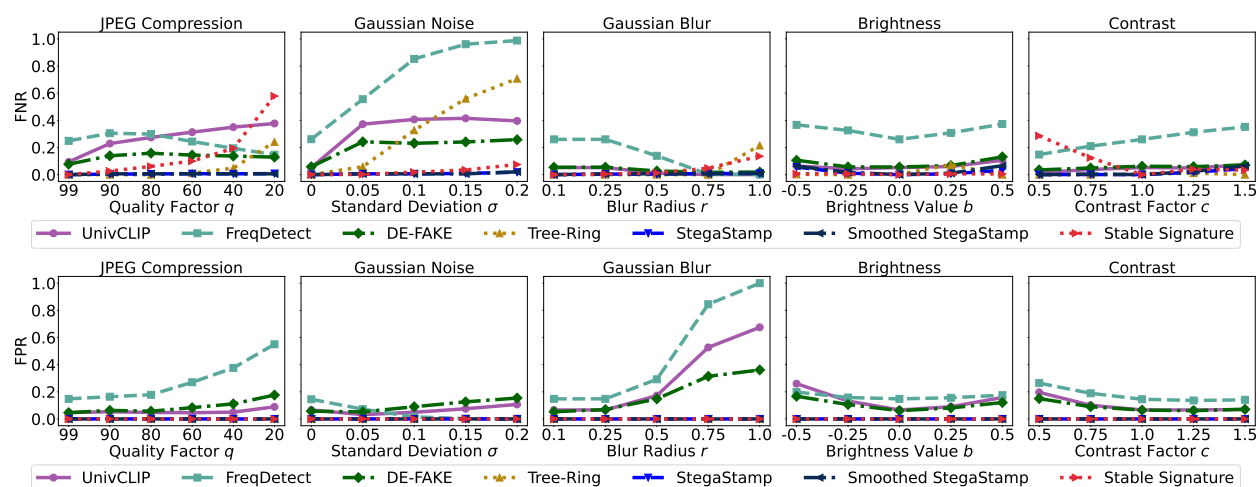 JPEG Compression Gaussian Noise Gaussian Blur Brightness Contrast
1.0
0.8
0.6
0.4
0.2
0.0
FNR
99 90 80 60 40 20 0 0.05 0.1 0.15 0.2 0.1 0.25 0.5 0.75 1.0 -0.5 -0.25 0.0 0.25 0.5 0.5 0.75 1.0 1.25 1.5
Quality Factor q Standard Deviation σ Blur Radius r Brightness Value b Contrast Factor c
UnivCLIP FreqDetect DE-FAKE Tree-Ring StegaStamp Smoothed StegaStamp Stable Signature
JPEG Compression Gaussian Noise Gaussian Blur Brightness Contrast
1.0
0.8
0.6
0.4
0.2
0.0
FPR
99 90 80 60 40 20 0 0.05 0.1 0.15 0.2 0.1 0.25 0.5 0.75 1.0 -0.5 -0.25 0.0 0.25 0.5 0.5 0.75 1.0 1.25 1.5
Quality Factor q Standard Deviation σ Blur Radius r Brightness Value b Contrast Factor c
UnivCLIP FreqDetect DE-FAKE Tree-Ring StegaStamp Smoothed StegaStamp Stable Signature